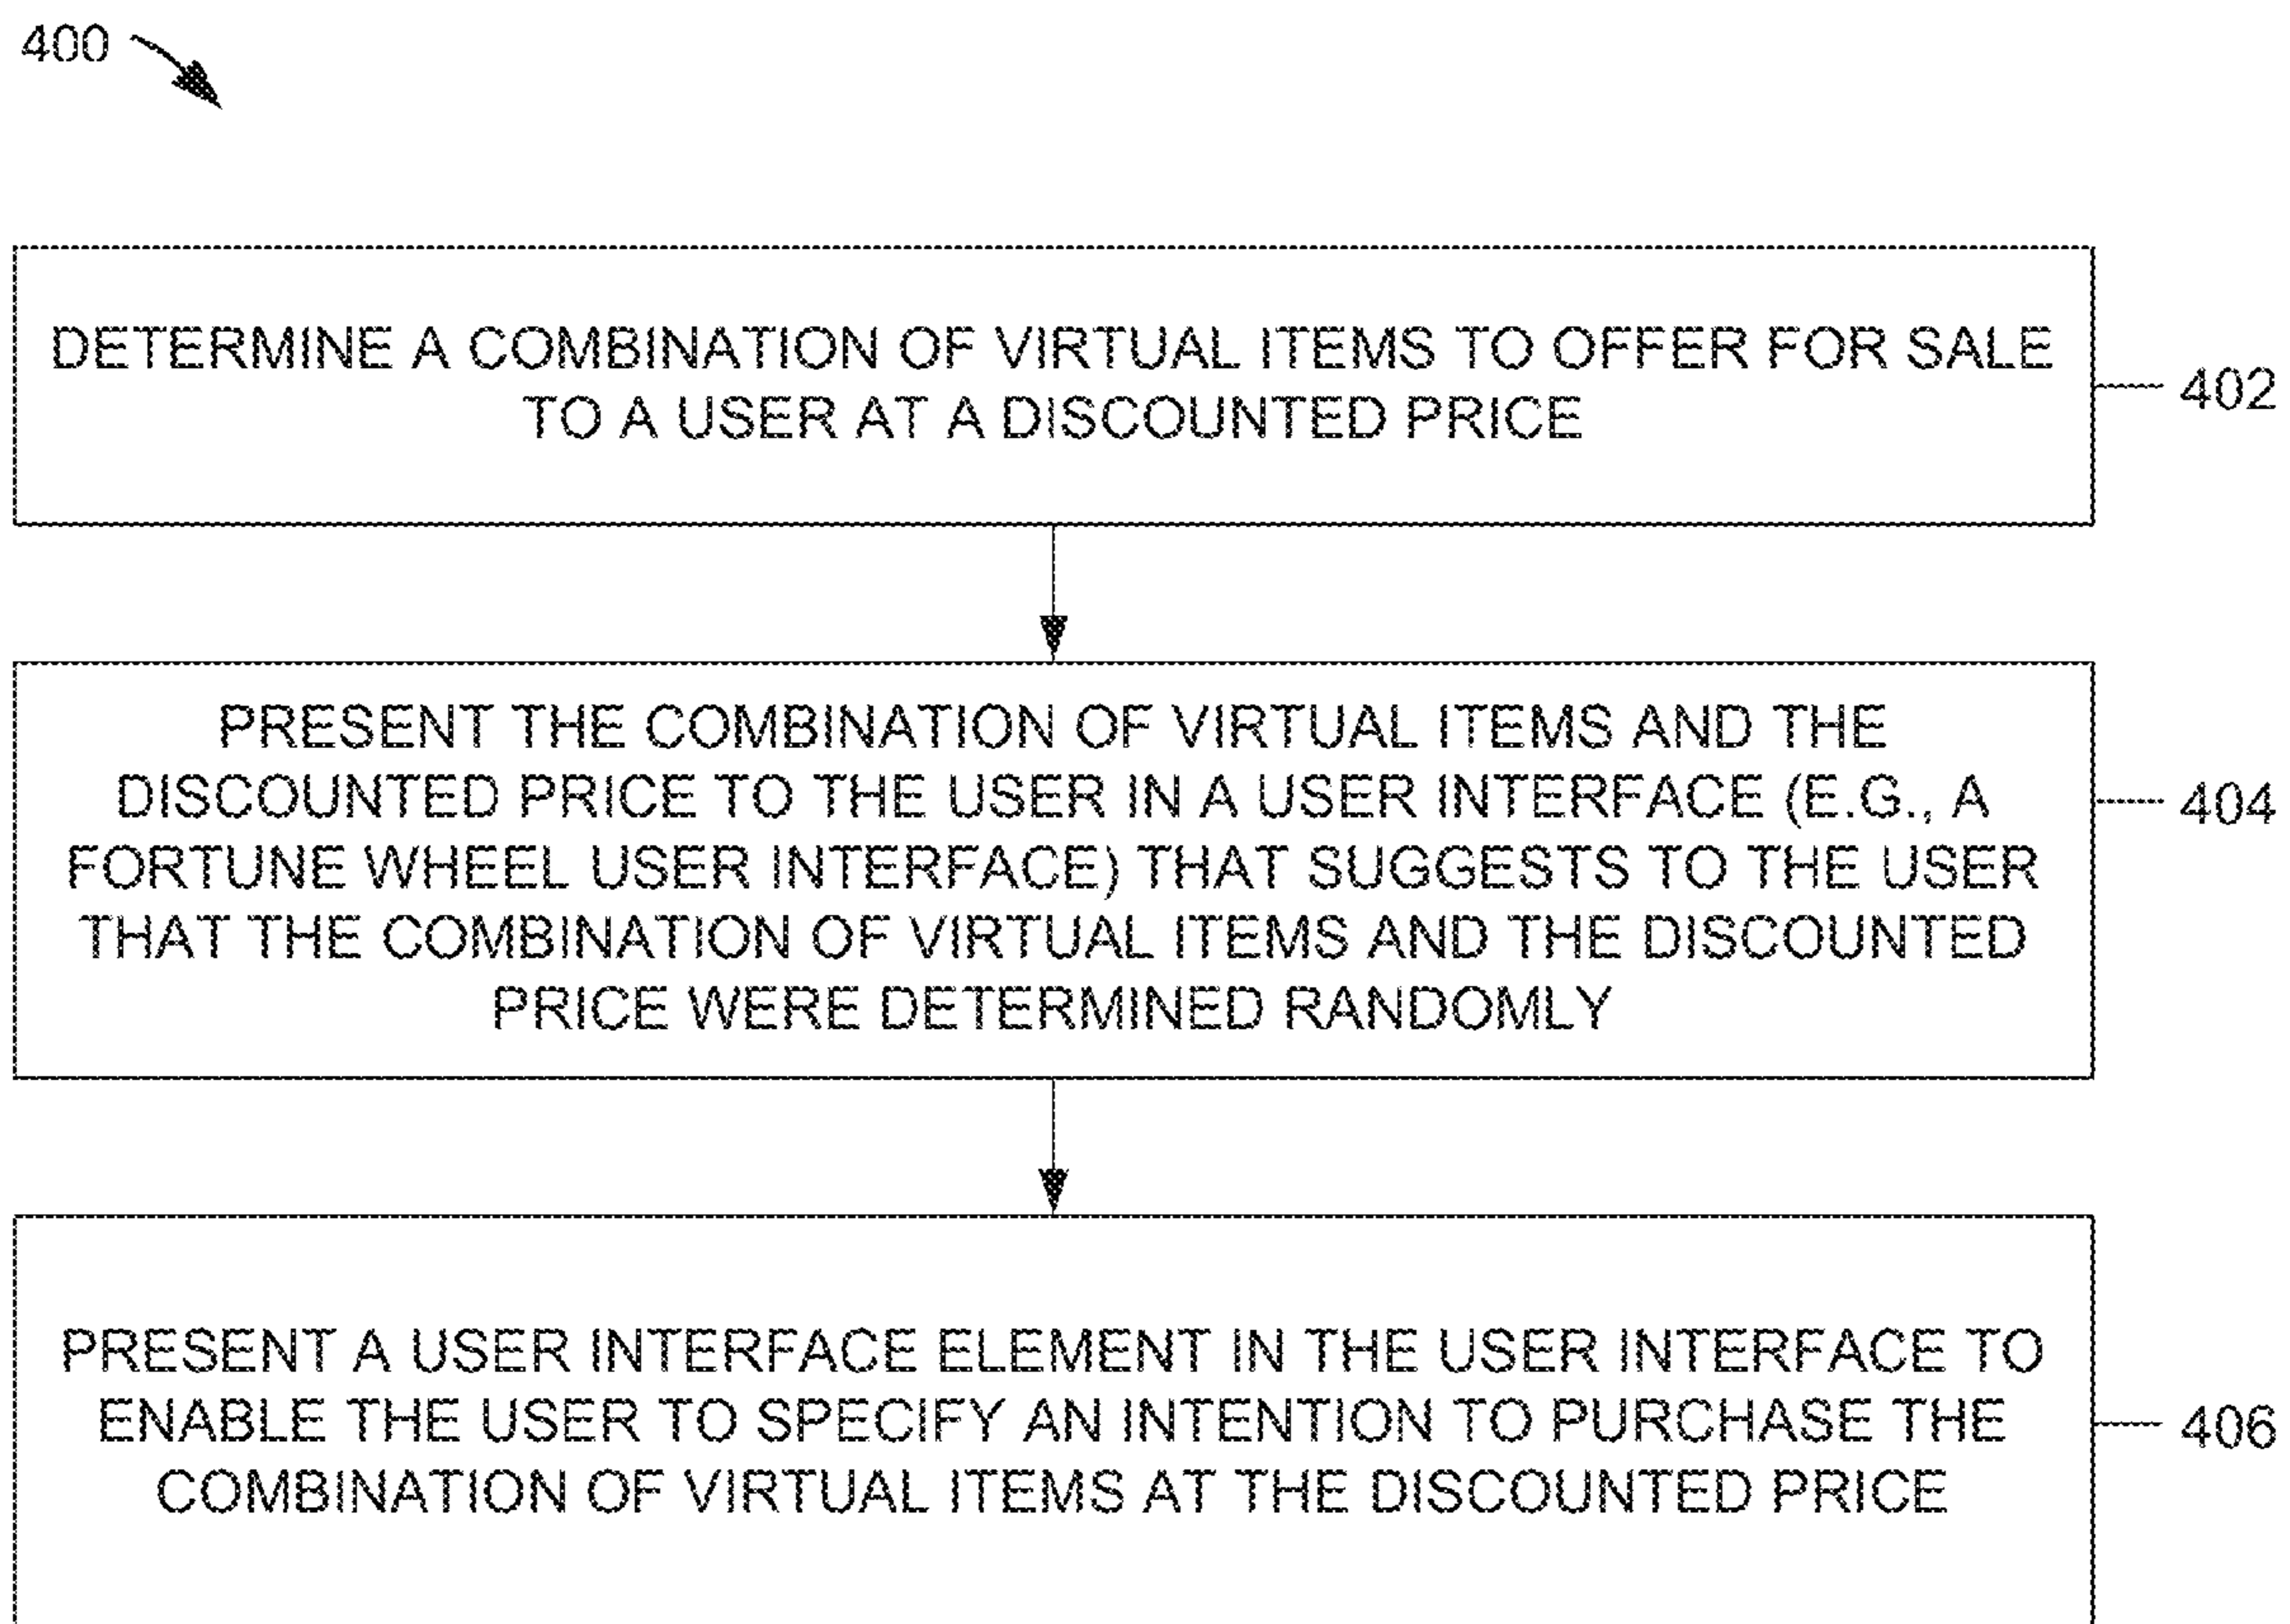 400
DETERMINE A COMBINATION OF VIRTUAL ITEMS TO OFFER FOR SALE
TO A USER AT A DISCOUNTED PRICE
402
PRESENT THE COMBINATION OF VIRTUAL ITEMS AND THE
DISCOUNTED PRICE TO THE USER IN A USER INTERFACE (E.G., A
FORTUNE WHEEL USER INTERFACE) THAT SUGGESTS TO THE USER
THAT THE COMBINATION OF VIRTUAL ITEMS AND THE DISCOUNTED
PRICE WERE DETERMINED RANDOMLY
404
PRESENT A USER INTERFACE ELEMENT IN THE USER INTERFACE TO
ENABLE THE USER TO SPECIFY AN INTENTION TO PURCHASE THE
COMBINATION OF VIRTUAL ITEMS AT THE DISCOUNTED PRICE
406